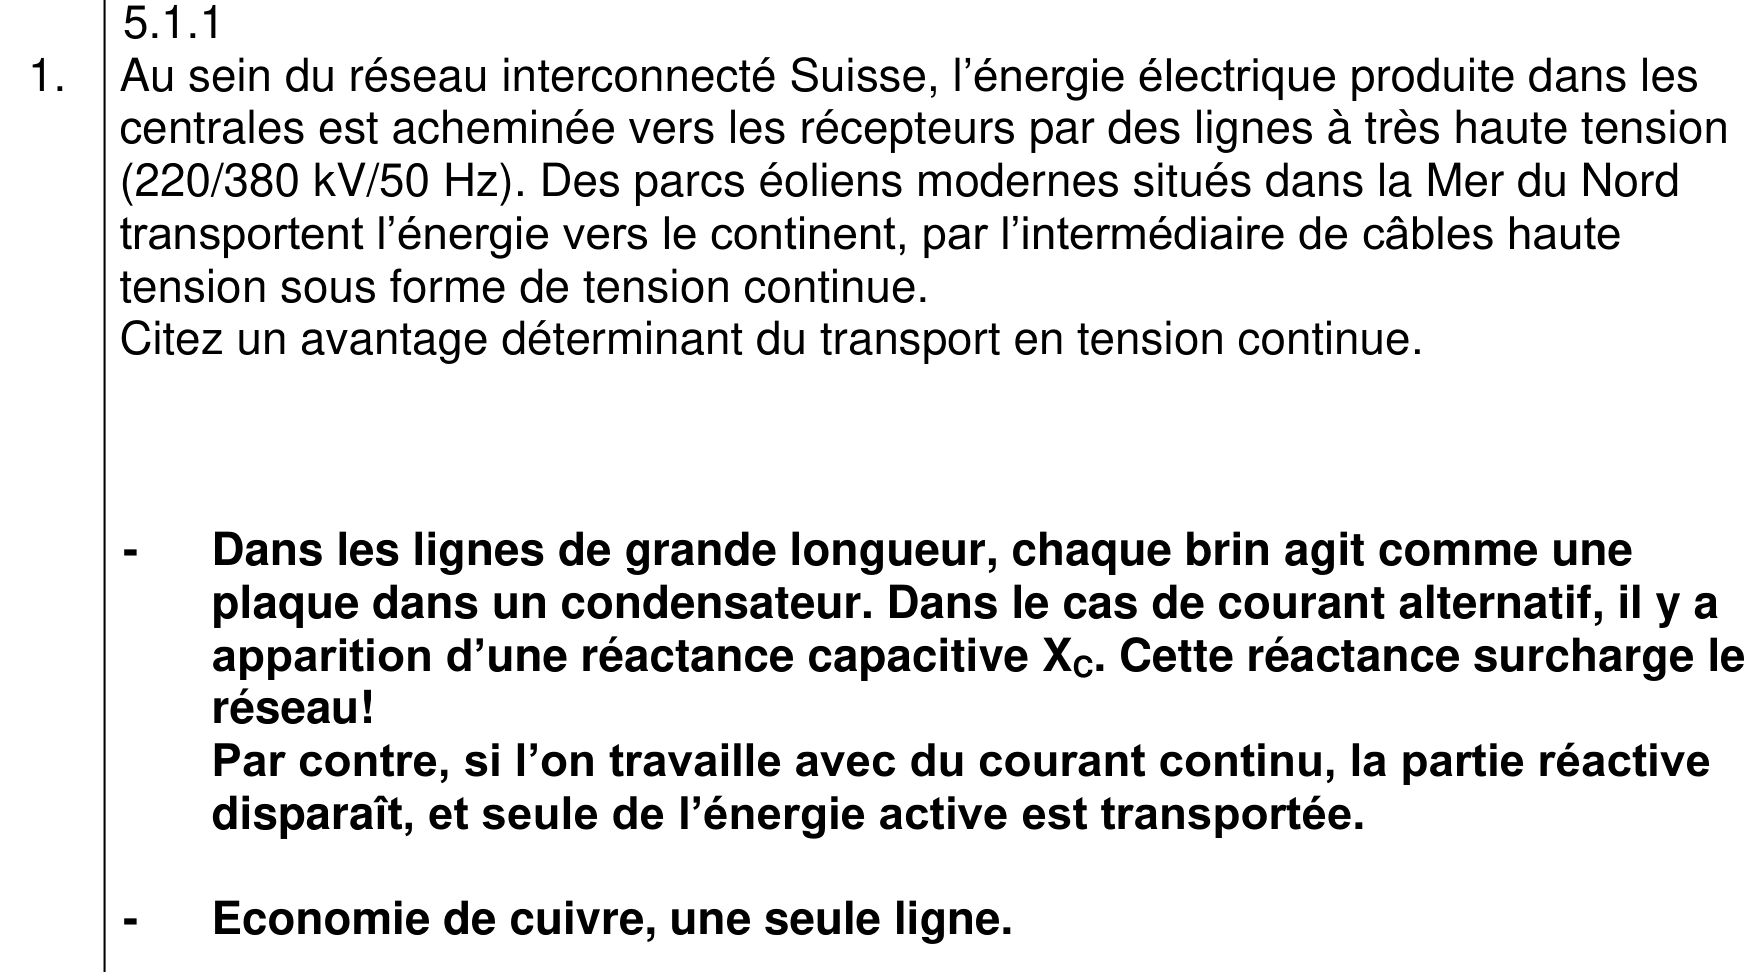 5.1.1
1. Au sein du réseau interconnecté Suisse, l’énergie électrique produite dans les
centrales est acheminée vers les récepteurs par des lignes à très haute tension
(220/380 kV/50 Hz). Des parcs éoliens modernes situés dans la Mer du Nord
transportent l’énergie vers le continent, par l’intermédiaire de câbles haute
tension sous forme de tension continue.
Citez un avantage déterminant du transport en tension continue.
- Dans les lignes de grande longueur, chaque brin agit comme une
plaque dans un condensateur. Dans le cas de courant alternatif, il y a
apparition d’une réactance capacitive XC. Cette réactance surcharge le
réseau!
Par contre, si l’on travaille avec du courant continu, la partie réactive
disparaît, et seule de l’énergie active est transportée.
- Economie de cuivre, une seule ligne.